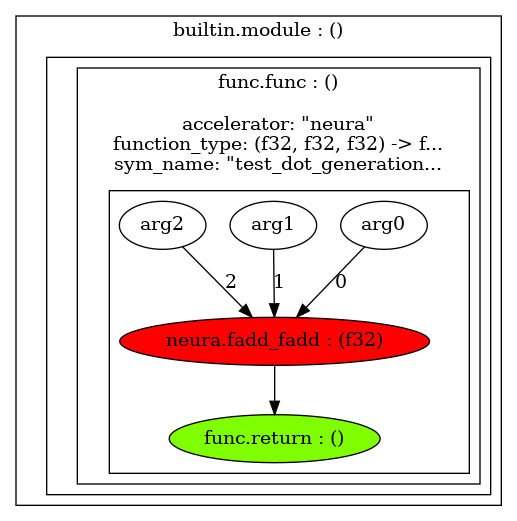 builtin.module : ()
func.func : ()
accelerator: "neura"
function_type: (f32, f32, f32) -> f...
sym_name: "test_dot_generation...
arg2 arg1 arg0
2 1 0
neura.fadd_fadd : (f32)
func.return : ()